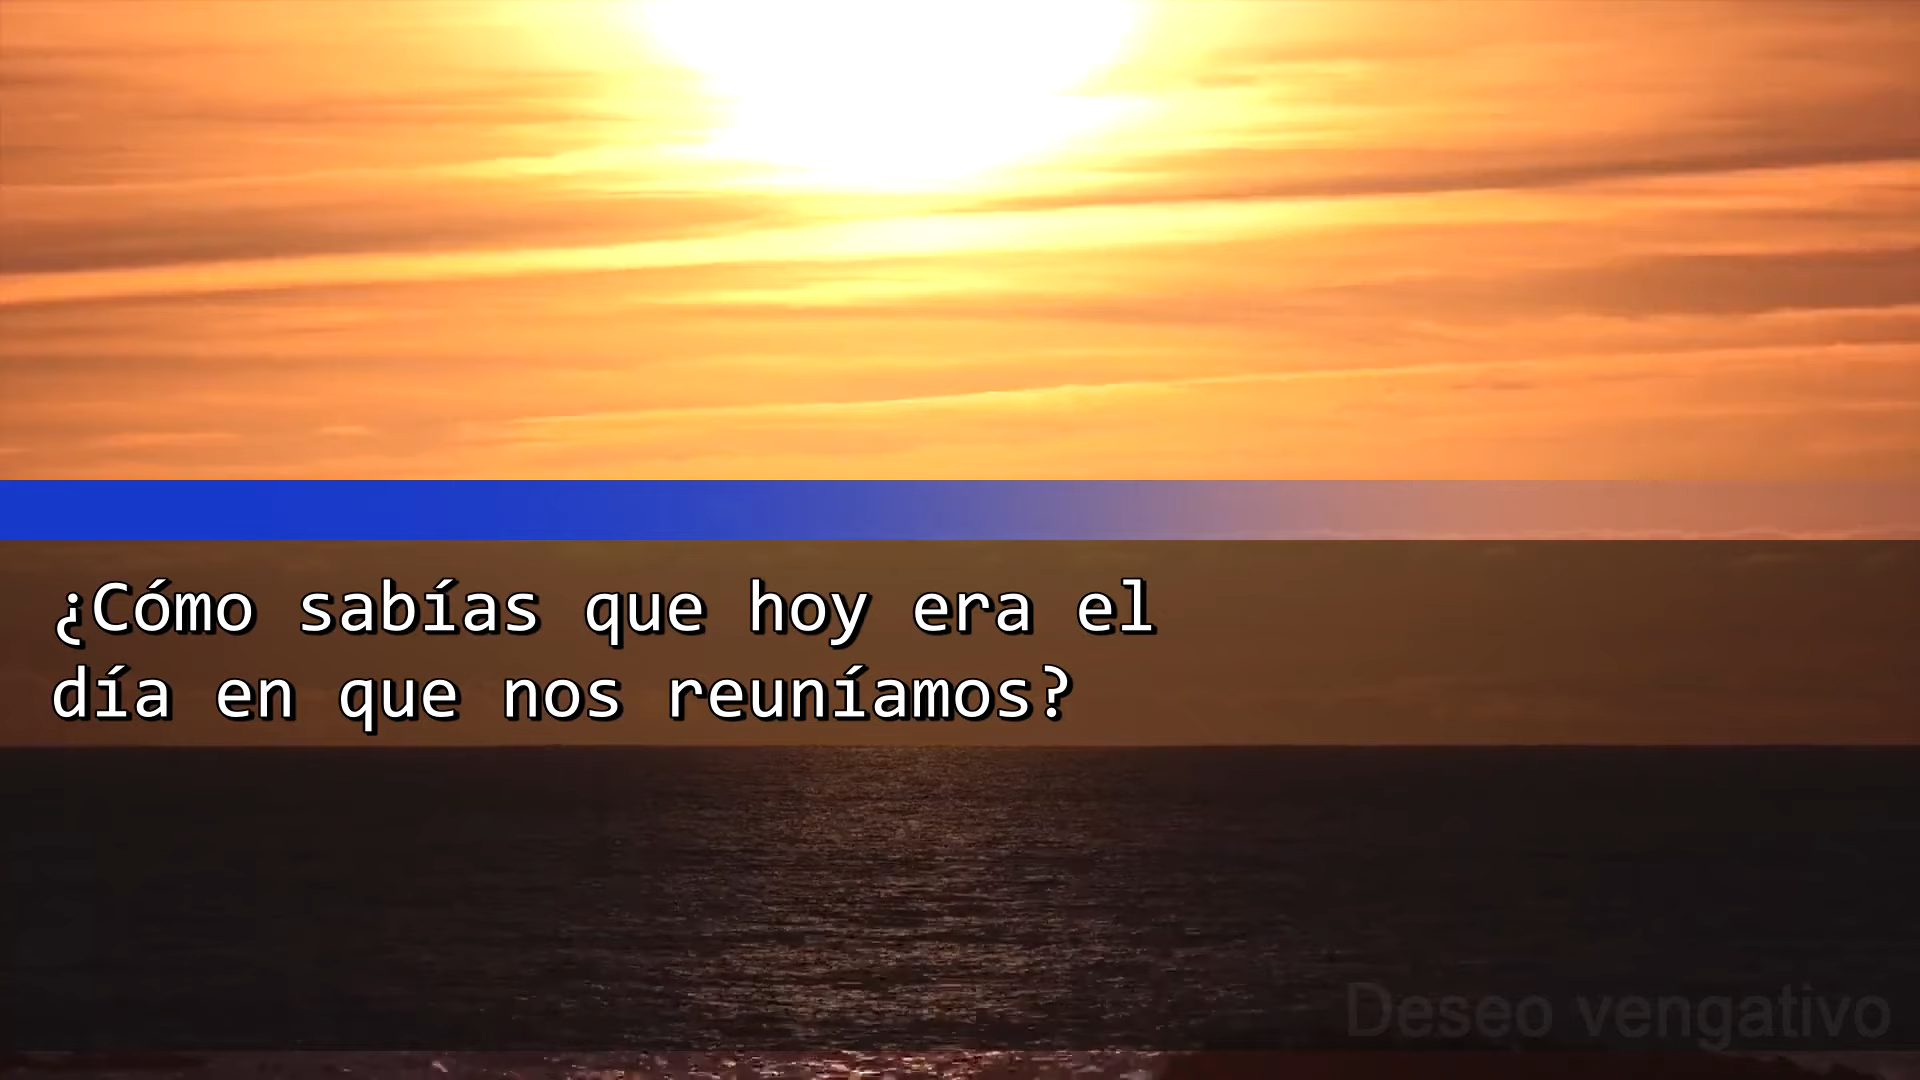 ¿Cómo sabías que hoy era el
día en que nos reuníamos?
Deseo vengativo